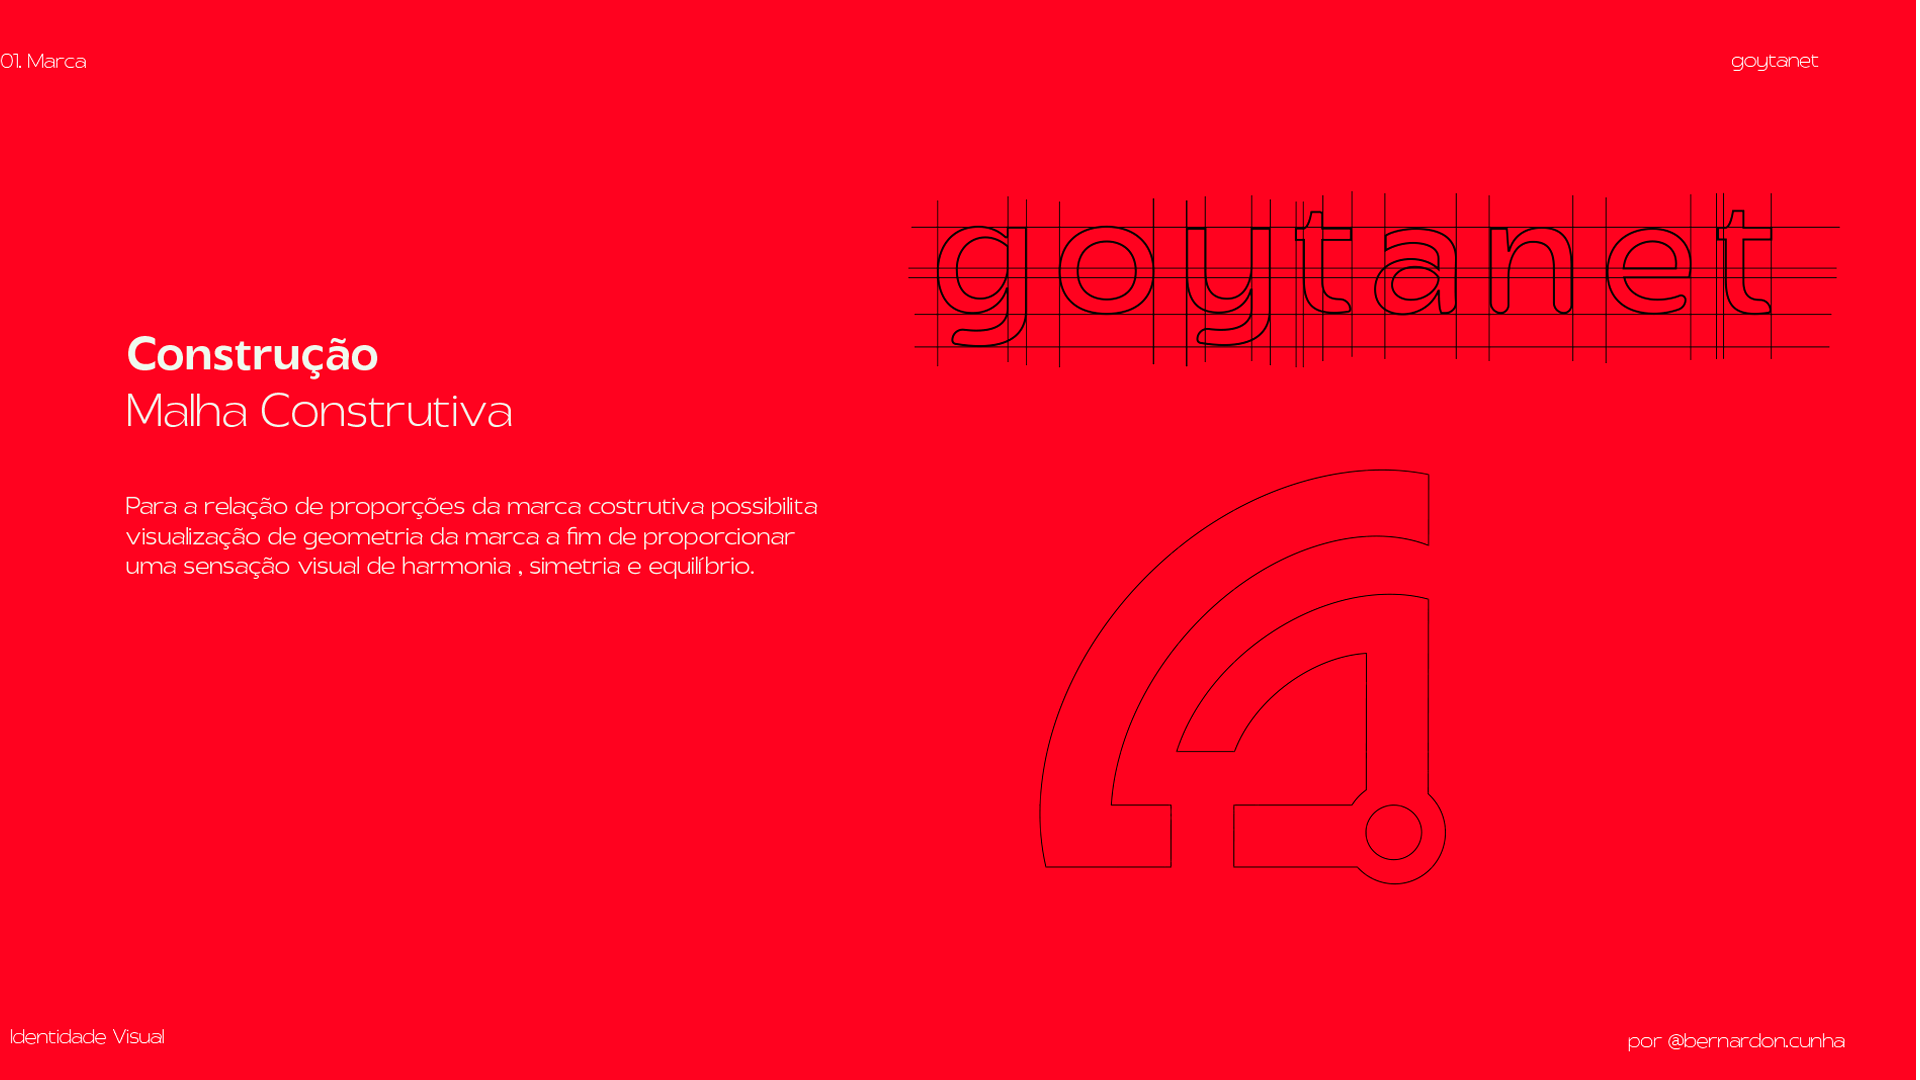 01. Marca
goytanet
goytanet
Construção
Malha Construtiva
Para a relação de proporções da marca costrutiva possibilita
visualização de geometria da marca a fim de proporcionar
uma sensação visual de harmonia , simetria e equilíbrio.
Identidade Visual
por @bernardon.cunha